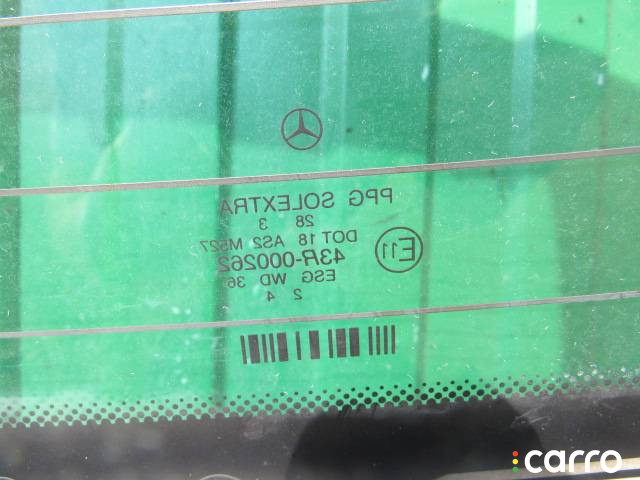 PPG SOLEXTRA
28 3
DOT 18 AS2 M527
E11
43R-000262
ESG WD 36
2 4
carro